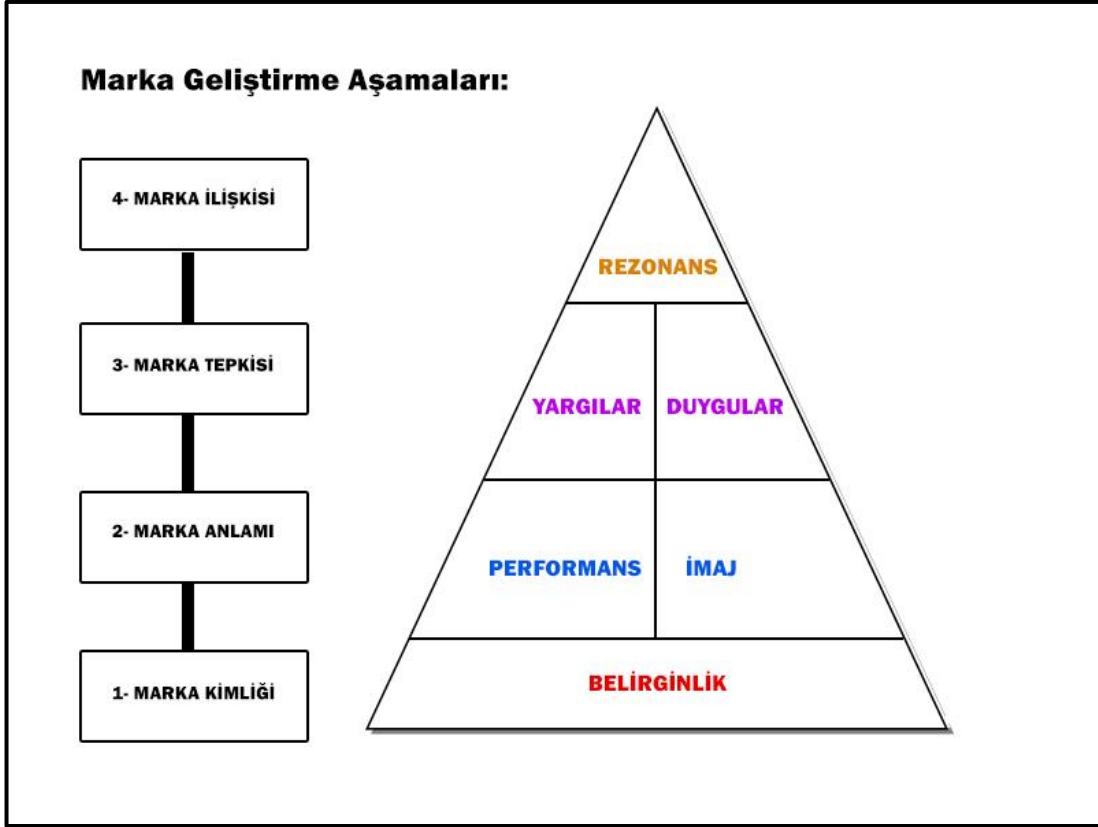 Marka Geliştirme Aşamaları:
4- MARKA İLİŞKİSİ
3- MARKA TEPKİSİ
2- MARKA ANLAMI
1- MARKA KİMLİĞİ
REZONANS
YARGILAR
DUYGULAR
PERFORMANS
İMAJ
BELİRGİNLİK